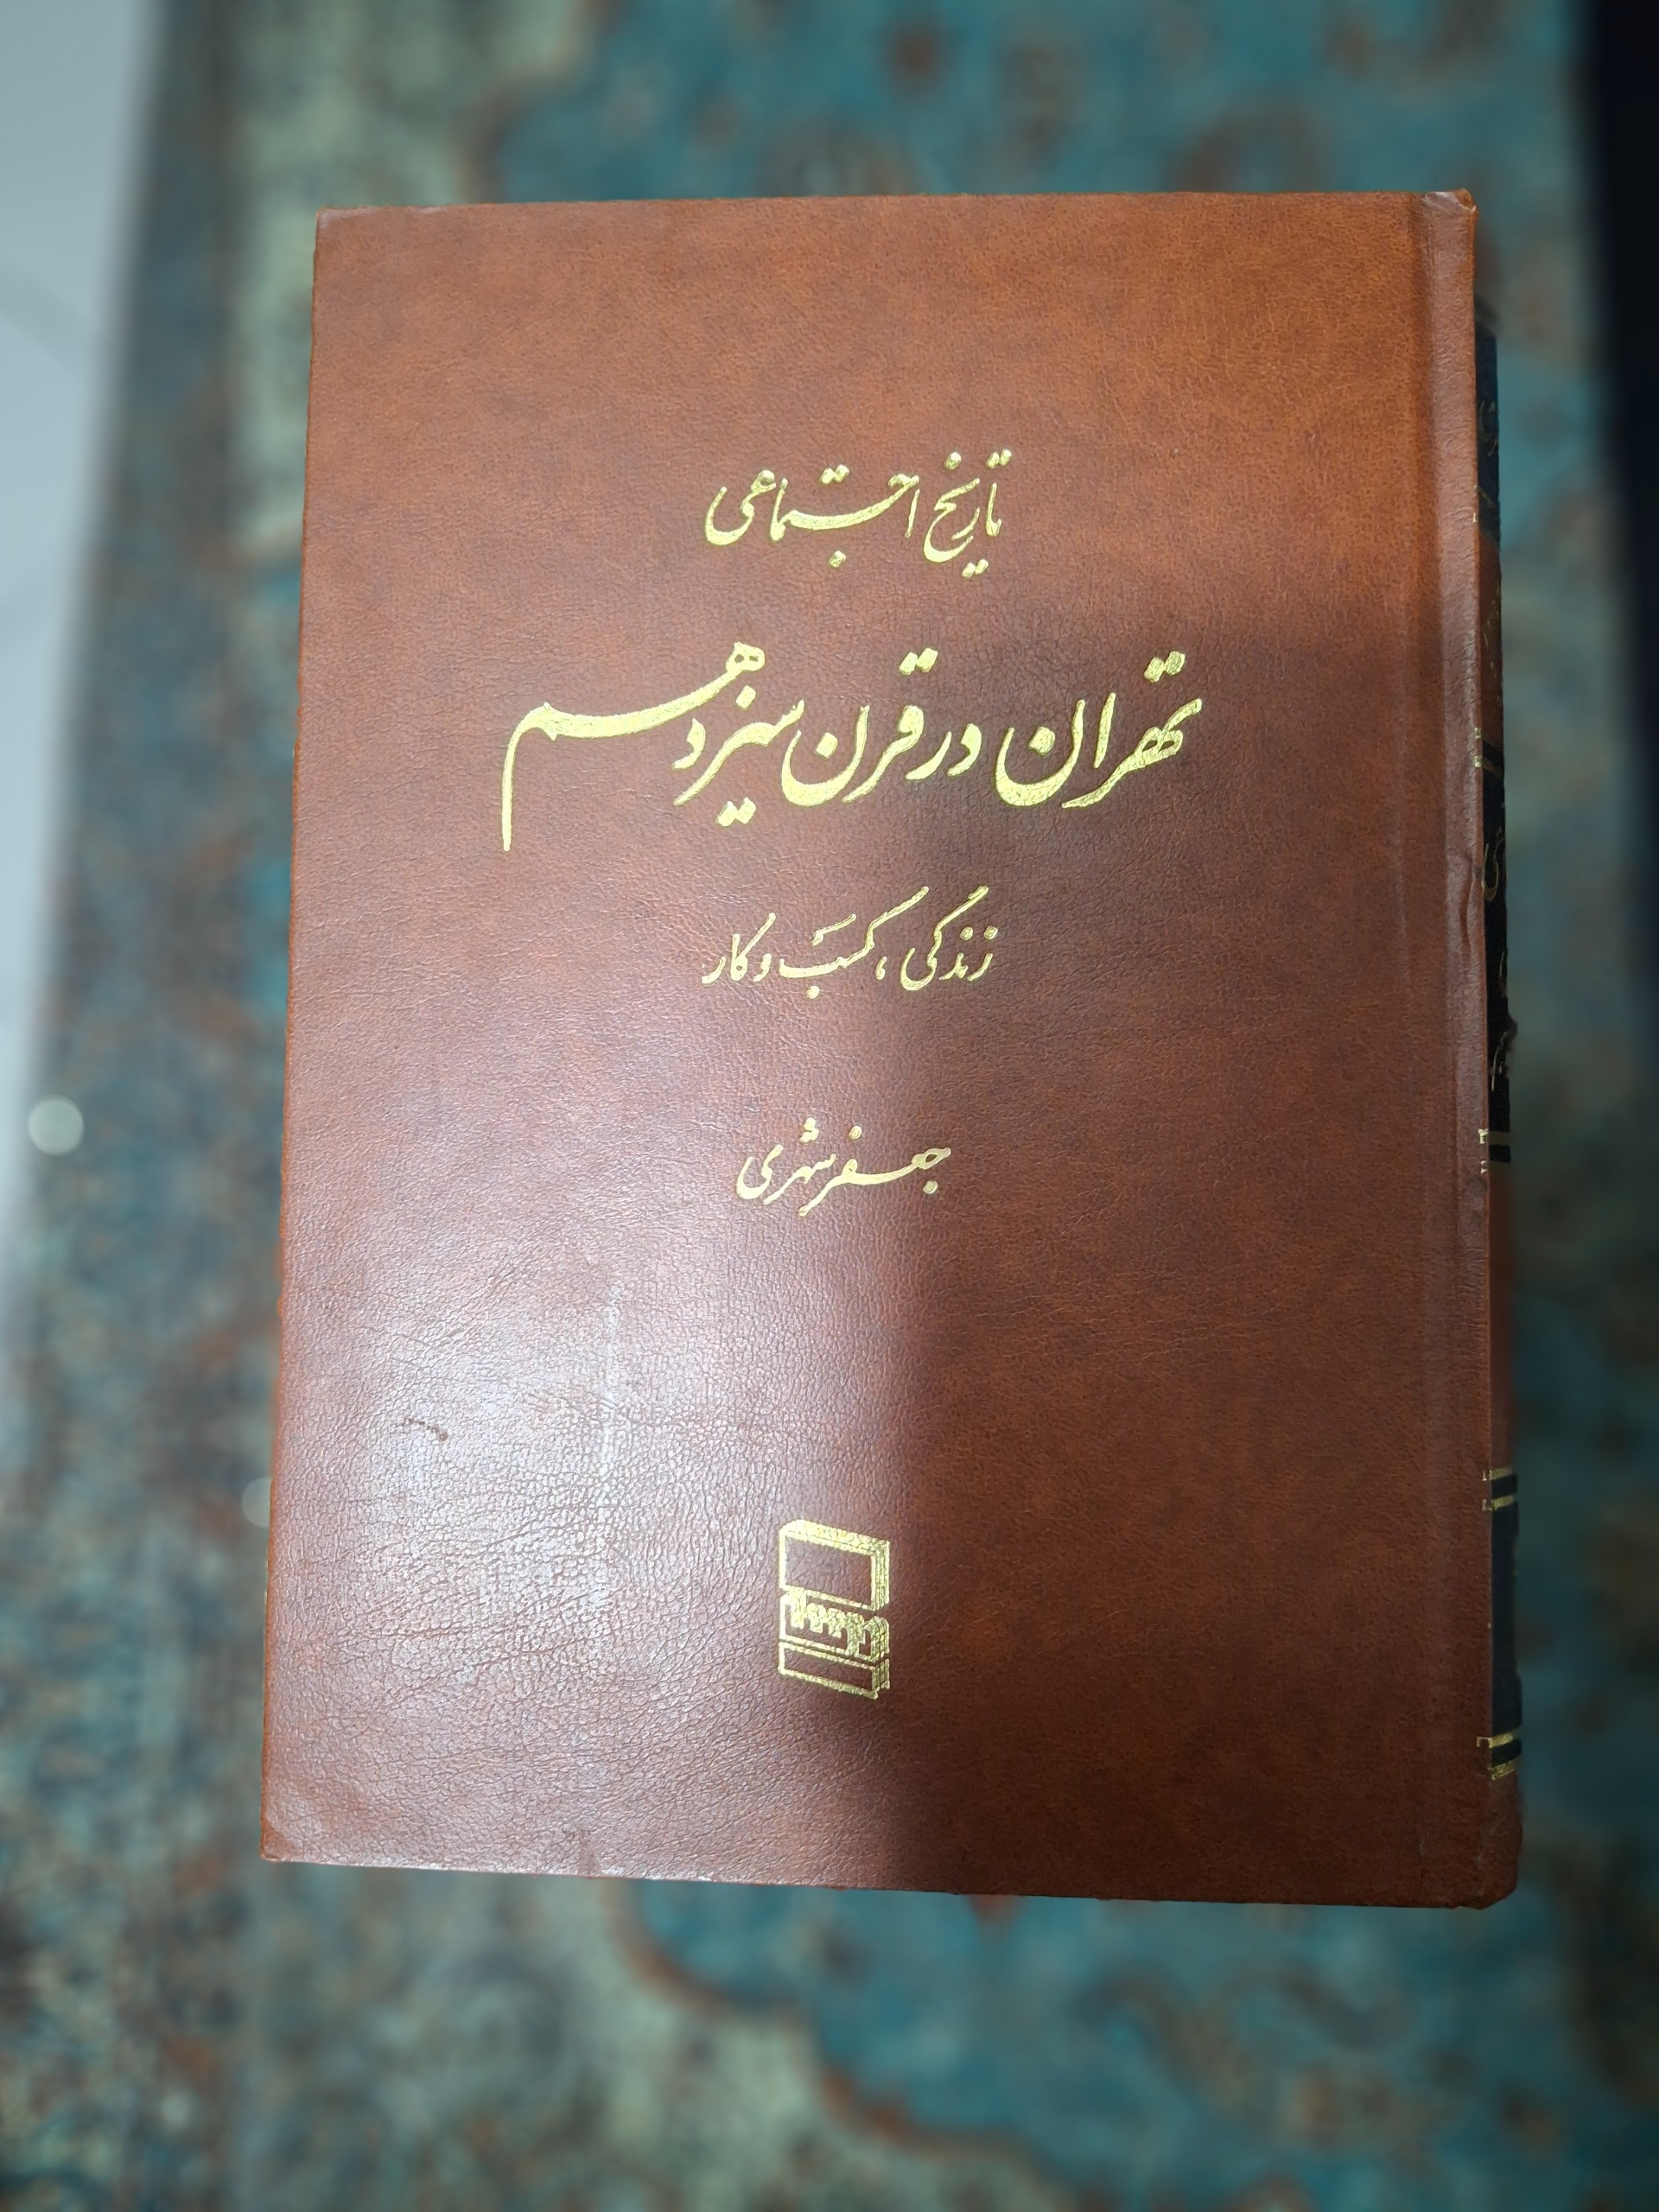 تاریخ اجتماعی
تهران در قرن سیزدهم
زندگی، کسب و کار
جعفر شهری